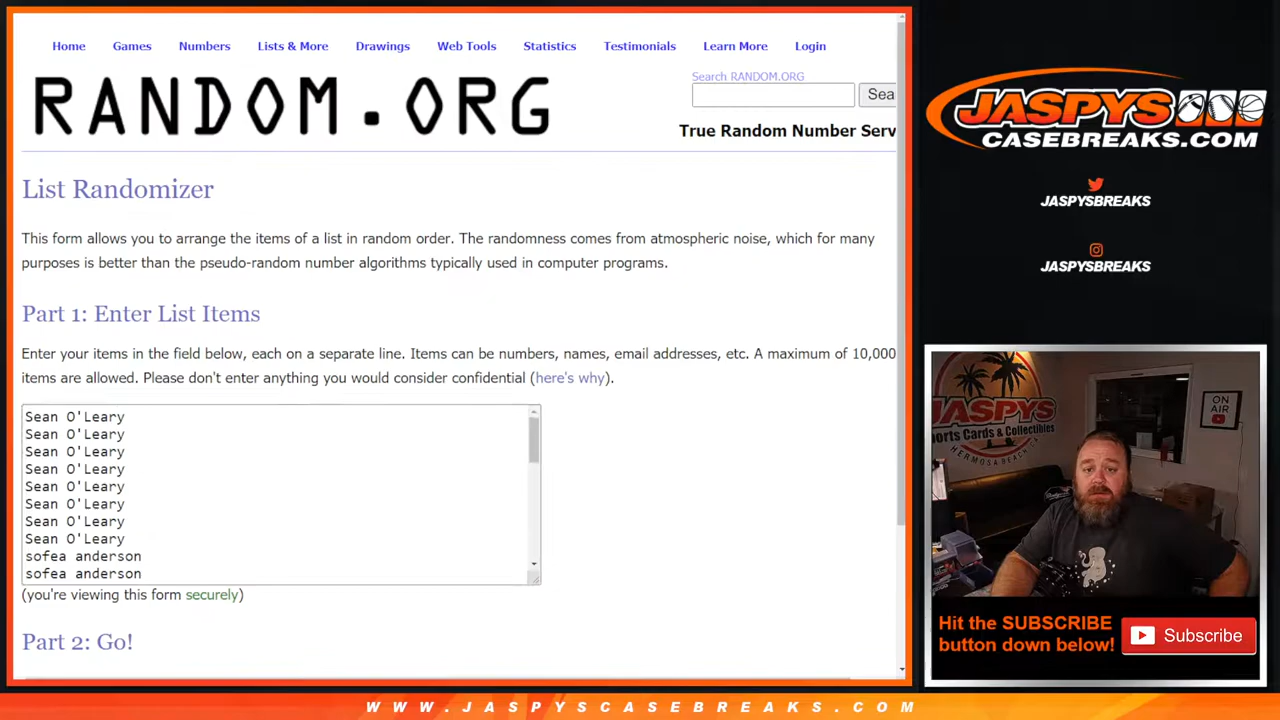 Home Games Numbers Lists & More Drawings Web Tools Statistics Testimonials Learn More Login
RANDOM.ORG
Search RANDOM.ORG
Sea
True Random Number Serv
List Randomizer
This form allows you to arrange the items of a list in random order. The randomness comes from atmospheric noise, which for many
purposes is better than the pseudo-random number algorithms typically used in computer programs.
Part 1: Enter List Items
Enter your items in the field below, each on a separate line. Items can be numbers, names, email addresses, etc. A maximum of 10,000
items are allowed. Please don't enter anything you would consider confidential (here's why).
Sean O'Leary
Sean O'Leary
Sean O'Leary
Sean O'Leary
Sean O'Leary
Sean O'Leary
Sean O'Leary
Sean O'Leary
sofea anderson
sofea anderson
(you're viewing this form securely)
Part 2: Go!
JASPYS
CASEBREAKS.COM
JASPYSBREAKS
JASPYSBREAKS
JASPYS
Sports Cards & Collectibles
HERMOSA BEACH
ON AIR
Hit the SUBSCRIBE
button down below!
Subscribe
WWW.JASPYSCASEBREAKS.COM